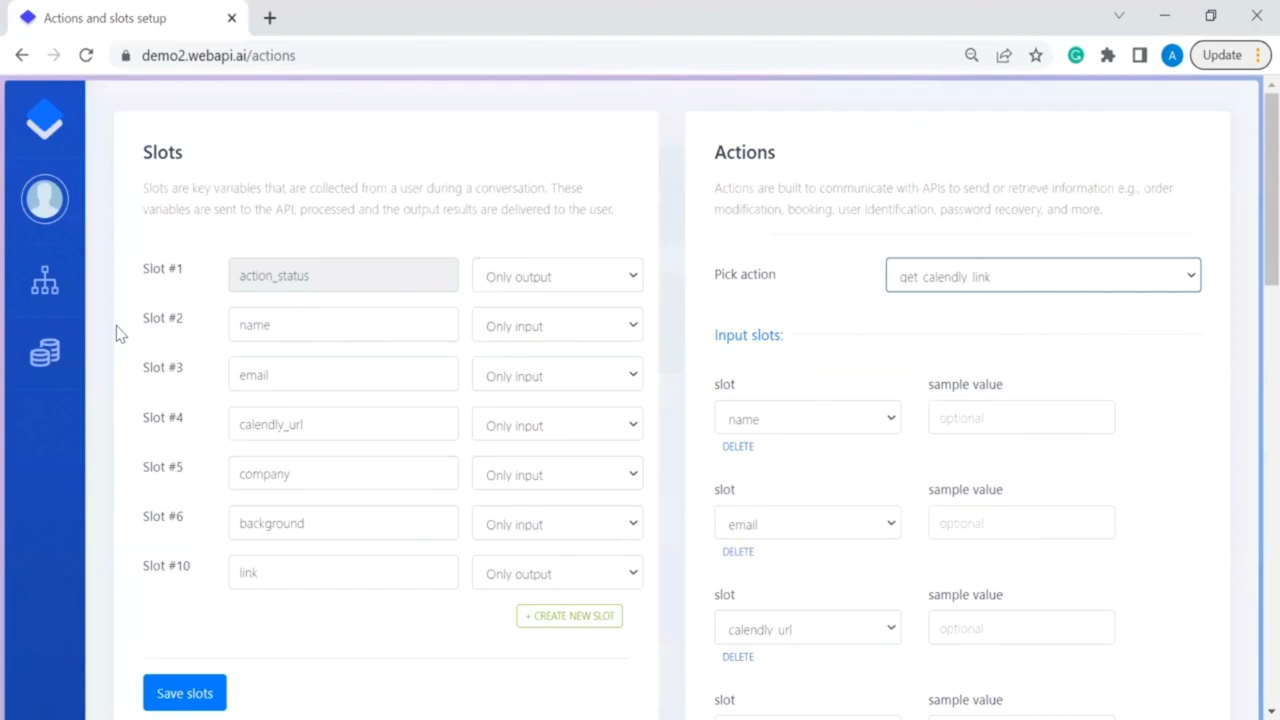 Actions and slots setup
demo2.webapi.ai/actions
A
Update
Slots
Slots are key variables that are collected from a user during a conversation. These
variables are sent to the API, processed and the output results are delivered to the user.
Slot #1 action_status Only output
Slot #2 name Only input
Slot #3 email Only input
Slot #4 calendly_url Only input
Slot #5 company Only input
Slot #6 background Only input
Slot #10 link Only output
+ CREATE NEW SLOT
Save slots
Actions
Actions are built to communicate with APIs to send or retrieve information e.g., order
modification, booking, user identification, password recovery, and more.
Pick action get calendly link
Input slots:
slot sample value
name optional
DELETE
slot sample value
email optional
DELETE
slot sample value
calendly url optional
DELETE
slot sample value